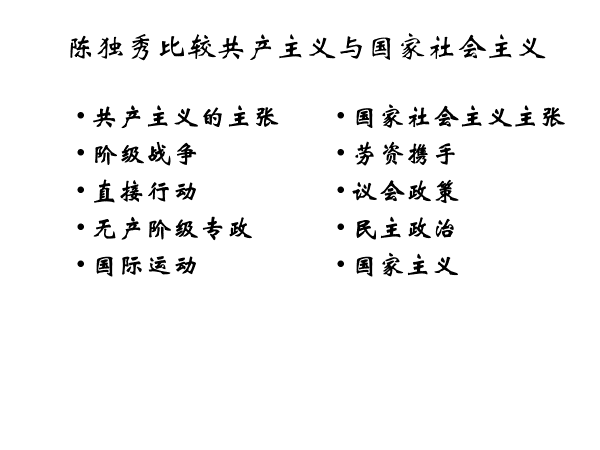 陈独秀比较共产主义与国家社会主义
•共产主义的主张
•阶级战争
•直接行动
•无产阶级专政
•国际运动
•国家社会主义主张
•劳资携手
•议会政策
•民主政治
•国家主义